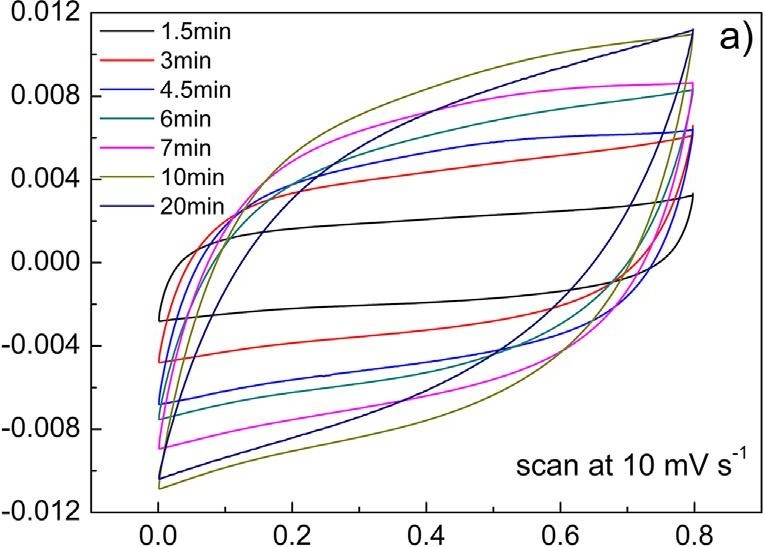 0.012
a)
1.5min
3min
0.008
4.5min
6min
7min
0.004
10min
20min
0.000
-0.004
-0.008
scan at 10 mV s⁻¹
-0.012
0.0 0.2 0.4 0.6 0.8